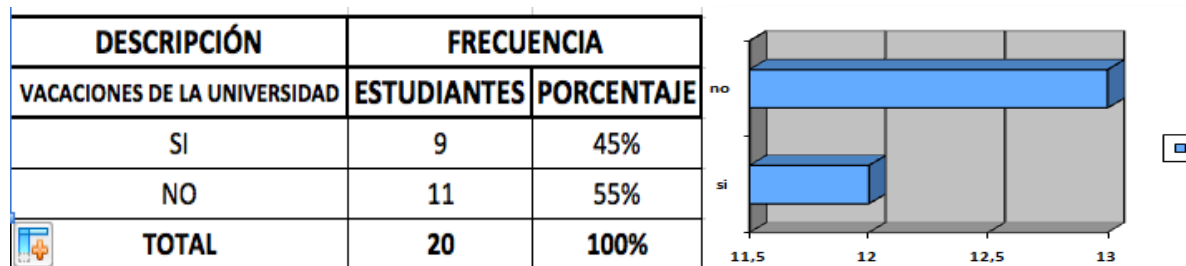 DESCRIPCIÓN FRECUENCIA
VACACIONES DE LA UNIVERSIDAD ESTUDIANTES PORCENTAJE
SI 9 45%
NO 11 55%
TOTAL 20 100%
no
si
11,5 12 12,5 13